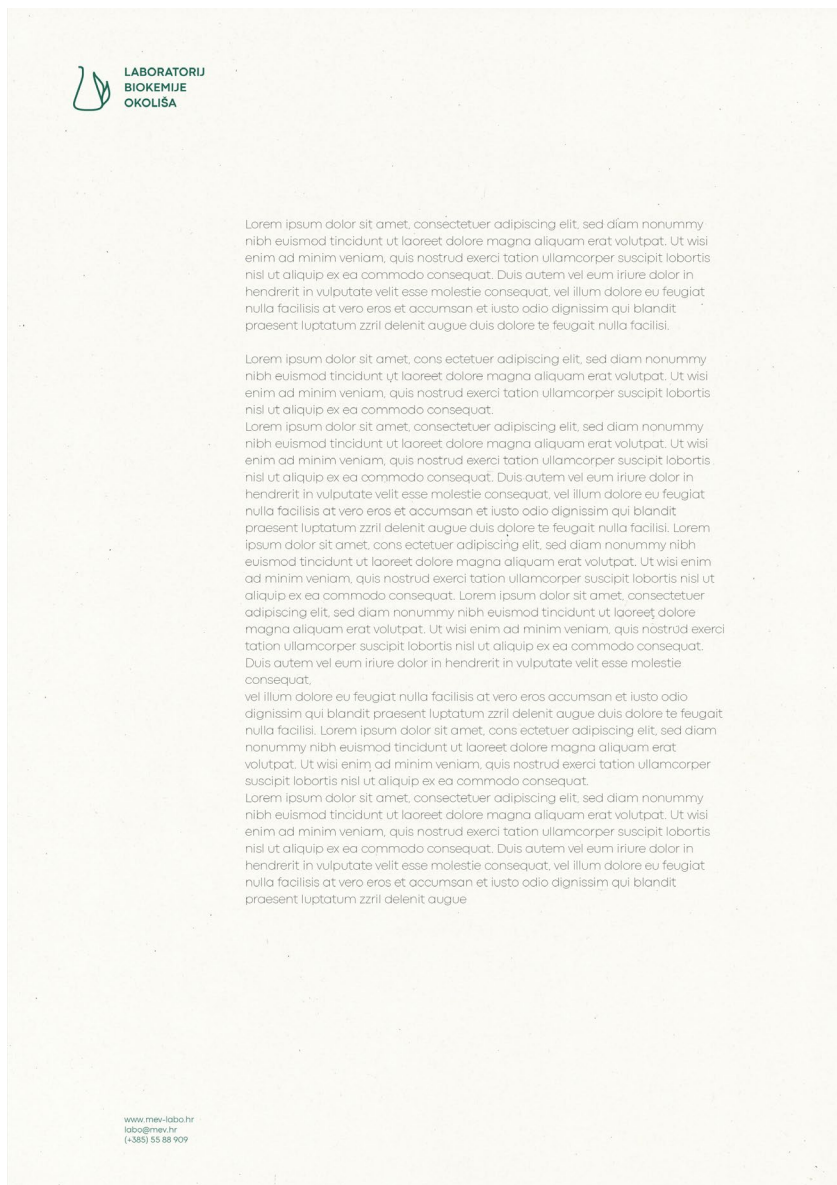 LABORATORIJ
BIOKEMIJE
OKOLIŠA
Lorem ipsum dolor sit amet, consectetuer adipiscing elit, sed diam nonummy
nibh euismod tincidunt ut laoreet dolore magna aliquam erat volutpat. Ut wisi
enim ad minim veniam, quis nostrud exerci tation ullamcorper suscipit lobortis
nisl ut aliquip ex ea commodo consequat. Duis autem vel eum iriure dolor in
hendrerit in vulputate velit esse molestie consequat, vel illum dolore eu feugiat
nulla facilisis at vero eros et accumsan et iusto odio dignissim qui blandit
praesent luptatum zzril delenit augue duis dolore te feugait nulla facilisi.
Lorem ipsum dolor sit amet, cons ectetuer adipiscing elit, sed diam nonummy
nibh euismod tincidunt ut laoreet dolore magna aliquam erat volutpat. Ut wisi
enim ad minim veniam, quis nostrud exerci tation ullamcorper suscipit lobortis
nisl ut aliquip ex ea commodo consequat.
Lorem ipsum dolor sit amet, consectetuer adipiscing elit, sed diam nonummy
nibh euismod tincidunt ut laoreet dolore magna aliquam erat volutpat. Ut wisi
enim ad minim veniam, quis nostrud exerci tation ullamcorper suscipit lobortis
nisl ut aliquip ex ea commodo consequat. Duis autem vel eum iriure dolor in
hendrerit in vulputate velit esse molestie consequat, vel illum dolore eu feugiat
nulla facilisis at vero eros et accumsan et iusto odio dignissim qui blandit
praesent luptatum zzril delenit augue duis dolore te feugait nulla facilisi. Lorem
ipsum dolor sit amet, cons ectetuer adipiscing elit, sed diam nonummy nibh
euismod tincidunt ut laoreet dolore magna aliquam erat volutpat. Ut wisi enim
ad minim veniam, quis nostrud exerci tation ullamcorper suscipit lobortis nisl ut
aliquip ex ea commodo consequat. Lorem ipsum dolor sit amet, consectetuer
adipiscing elit, sed diam nonummy nibh euismod tincidunt ut laoreet dolore
magna aliquam erat volutpat. Ut wisi enim ad minim veniam, quis nostrud exerci
tation ullamcorper suscipit lobortis nisl ut aliquip ex ea commodo consequat.
Duis autem vel eum iriure dolor in hendrerit in vulputate velit esse molestie
consequat,
vel illum dolore eu feugiat nulla facilisis at vero eros accumsan et iusto odio
dignissim qui blandit praesent luptatum zzril delenit augue duis dolore te feugait
nulla facilisi. Lorem ipsum dolor sit amet, cons ectetuer adipiscing elit, sed diam
nonummy nibh euismod tincidunt ut laoreet dolore magna aliquam erat
volutpat. Ut wisi enim ad minim veniam, quis nostrud exerci tation ullamcorper
suscipit lobortis nisl ut aliquip ex ea commodo consequat.
Lorem ipsum dolor sit amet, consectetuer adipiscing elit, sed diam nonummy
nibh euismod tincidunt ut laoreet dolore magna aliquam erat volutpat. Ut wisi
enim ad minim veniam, quis nostrud exerci tation ullamcorper suscipit lobortis
nisl ut aliquip ex ea commodo consequat. Duis autem vel eum iriure dolor in
hendrerit in vulputate velit esse molestie consequat, vel illum dolore eu feugiat
nulla facilisis at vero eros et accumsan et iusto odio dignissim qui blandit
praesent luptatum zzril delenit augue
www.mev-labo.hr
labo@mev.hr
(+385) 55 88 909